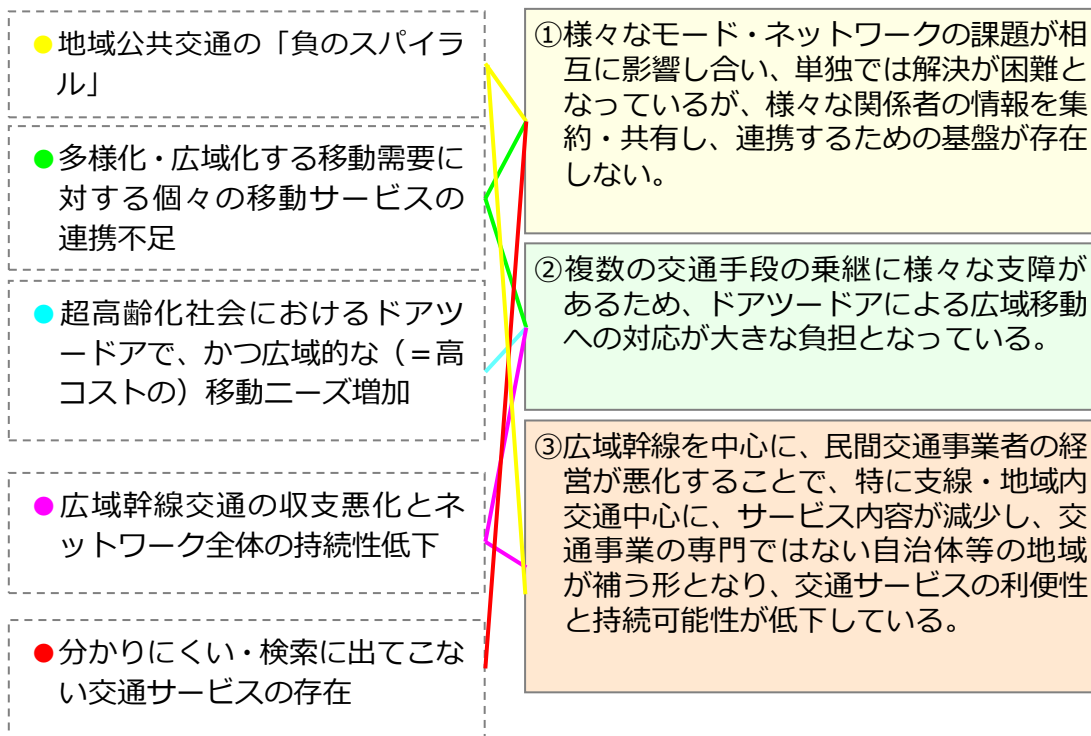 ●地域公共交通の「負のスパイラ
ル」
●多様化・広域化する移動需要に
対する個々の移動サービスの
連携不足
●超高齢化社会におけるドアツ
ードアで、かつ広域的な（＝高
コストの）移動ニーズ増加
●広域幹線交通の収支悪化とネ
ットワーク全体の持続性低下
●分かりにくい・検索に出てこな
い交通サービスの存在
①様々なモード・ネットワークの課題が相
互に影響し合い、単独では解決が困難と
なっているが、様々な関係者の情報を集
約・共有し、連携するための基盤が存在
しない。
②複数の交通手段の乗継に様々な支障が
あるため、ドアツードアによる広域移動
への対応が大きな負担となっている。
③広域幹線を中心に、民間交通事業者の経
営が悪化することで、特に支線・地域内
交通中心に、サービス内容が減少し、交
通事業の専門ではない自治体等の地域
が補う形となり、交通サービスの利便性
と持続可能性が低下している。